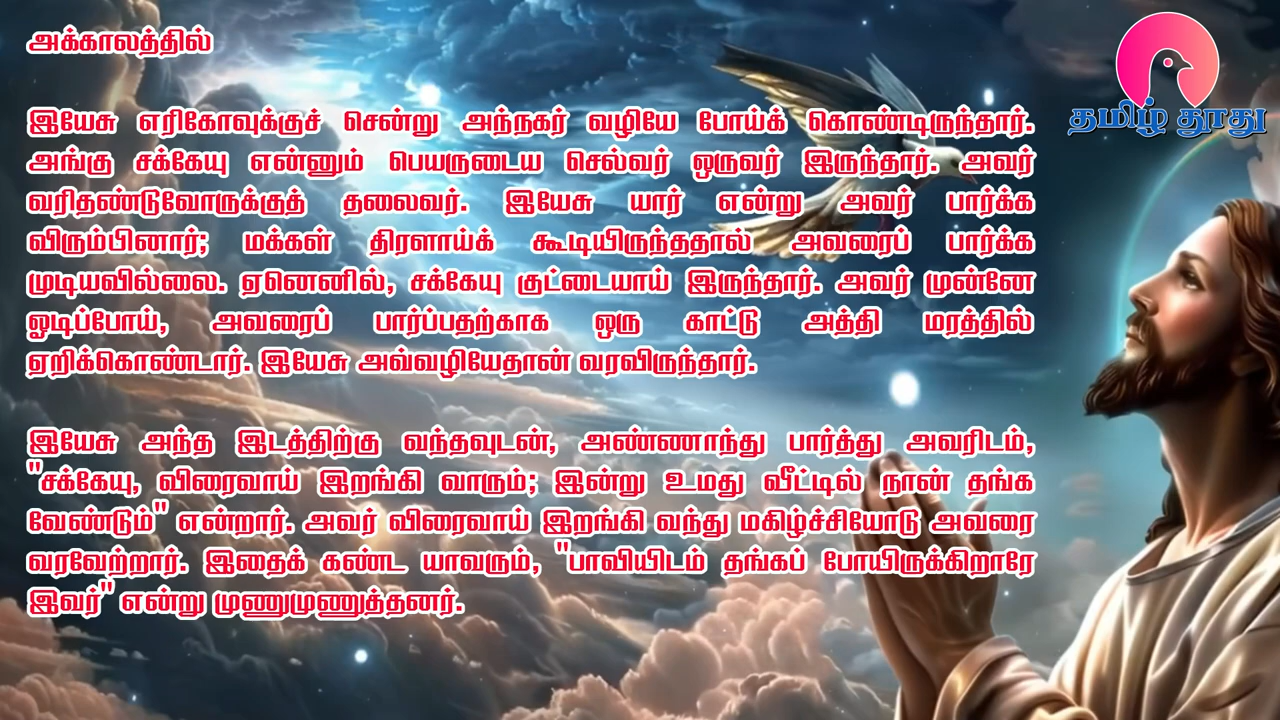 அக்காலத்தில்
இயேசு எரிகோவுக்குச் சென்று அந்நகர் வழியே போய்க் கொண்டிருந்தார்.
அங்கு சக்கேயு என்னும் பெயருடைய செல்வர் ஒருவர் இருந்தார். அவர்
வரிதண்டுவோருக்குத் தலைவர். இயேசு யார் என்று அவர் பார்க்க
விரும்பினார்; மக்கள் திரளாய்க் கூடியிருந்ததால் அவரைப் பார்க்க
முடியவில்லை. ஏனெனில், சக்கேயு குட்டையாய் இருந்தார். அவர் முன்னே
ஓடிப்போய், அவரைப் பார்ப்பதற்காக ஒரு காட்டு அத்தி மரத்தில்
ஏறிக்கொண்டார். இயேசு அவ்வழியேதான் வரவிருந்தார்.
இயேசு அந்த இடத்திற்கு வந்தவுடன், அண்ணாந்து பார்த்து அவரிடம்,
"சக்கேயு, விரைவாய் இறங்கி வாரும்; இன்று உமது வீட்டில் நான் தங்க
வேண்டும்" என்றார். அவர் விரைவாய் இறங்கி வந்து மகிழ்ச்சியோடு அவரை
வரவேற்றார். இதைக் கண்ட யாவரும், "பாவியிடம் தங்கப் போயிருக்கிறாரே
இவர்" என்று முணுமுணுத்தனர்.
தமிழ் தூது